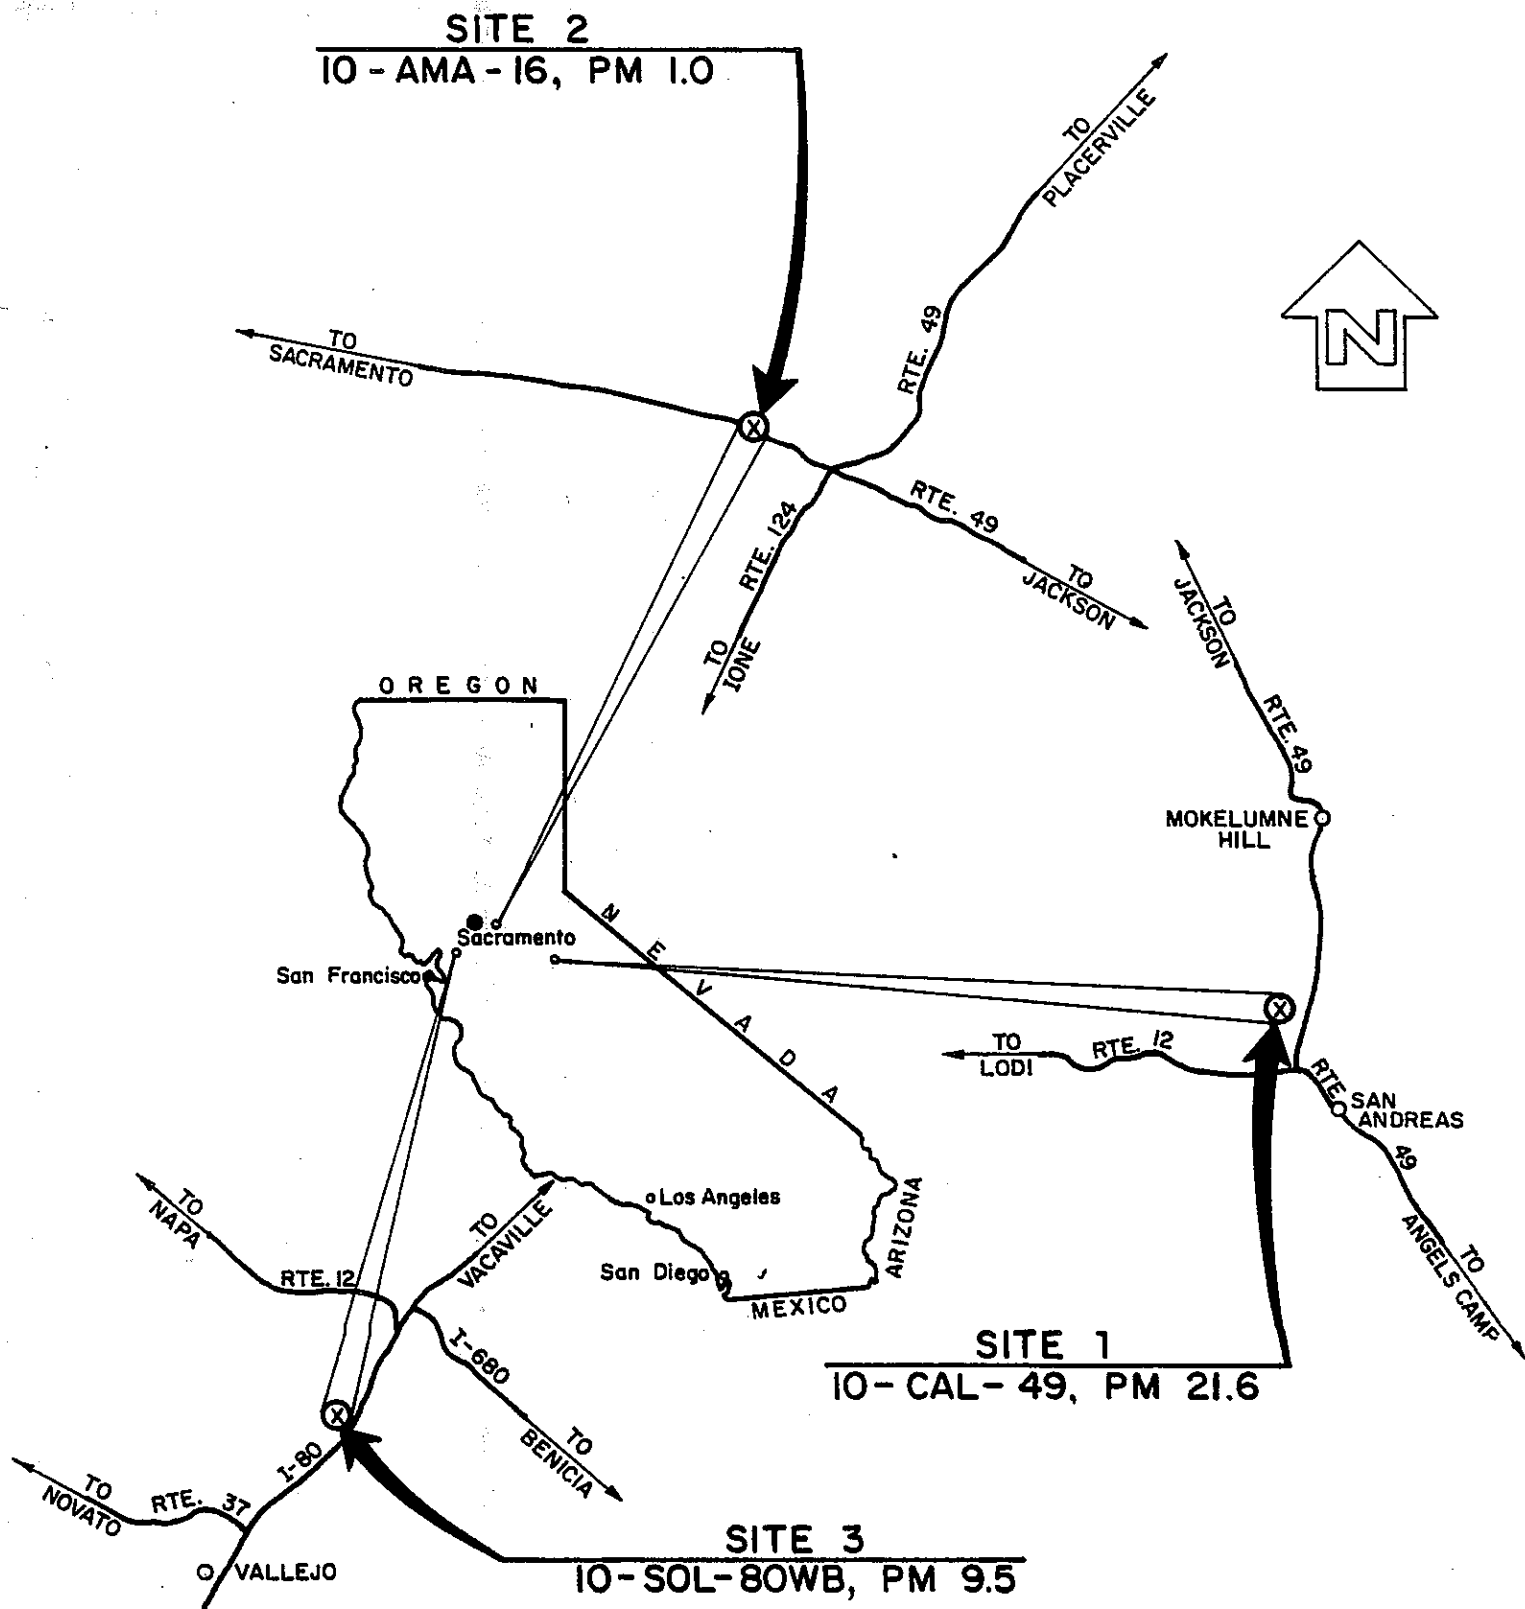 SITE 2
10-AMA-16, PM 1.0
TO
PLACERVILLE
N
TO
SACRAMENTO
RTE. 49
RTE. 49
RTE. 124
TO
JACKSON
TO
IONE
TO
JACKSON
RTE. 49
OREGON
MOKELUMNE
HILL
NEVADA
Sacramento
San Francisco
TO
LODI
RTE. 12
RTE.
SAN
ANDREAS
49
TO
ANGELS CAMP
Los Angeles
ARIZONA
San Diego
MEXICO
TO
NAPA
TO
VACAVILLE
RTE. 12
I-680
TO
BENICIA
SITE 1
10-CAL-49, PM 21.6
I-80
TO
NOVATO
RTE. 37
VALLEJO
SITE 3
10-SOL-80WB, PM 9.5
X
X
X